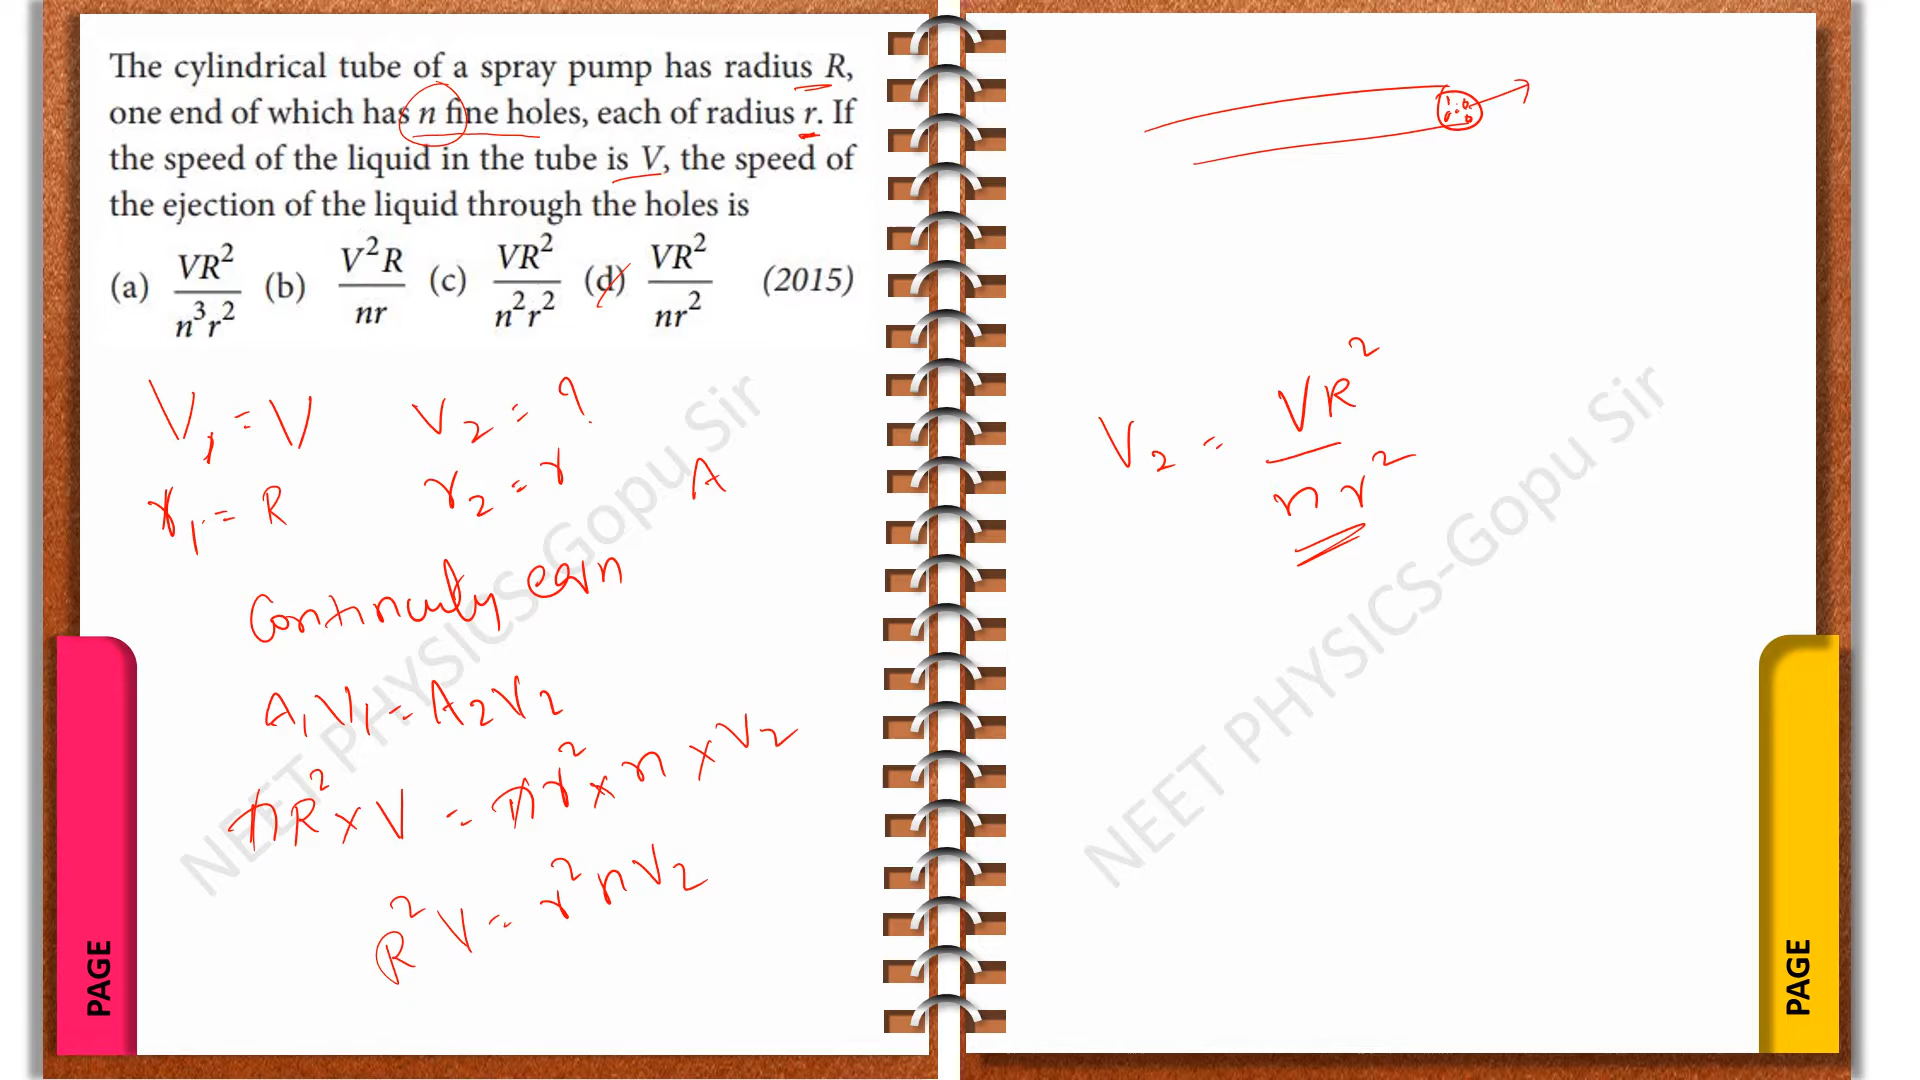 The cylindrical tube of a spray pump has radius R,
one end of which has n fine holes, each of radius r. If
the speed of the liquid in the tube is V, the speed of
the ejection of the liquid through the holes is
(a) VR²/n³r² (b) V²R/nr (c) VR²/n²r² (d) VR²/nr² (2015)
V₁ = V V₂ = ?
r₁ = R r₂ = r A
Continuity eqn
A₁V₁ = A₂V₂
πR² × V = πr² × n × V₂
R²V = r²nV₂
V₂ = VR²/nr²
NEET PHYSICS-Gopu Sir
NEET PHYSICS-Gopu Sir
PAGE
PAGE